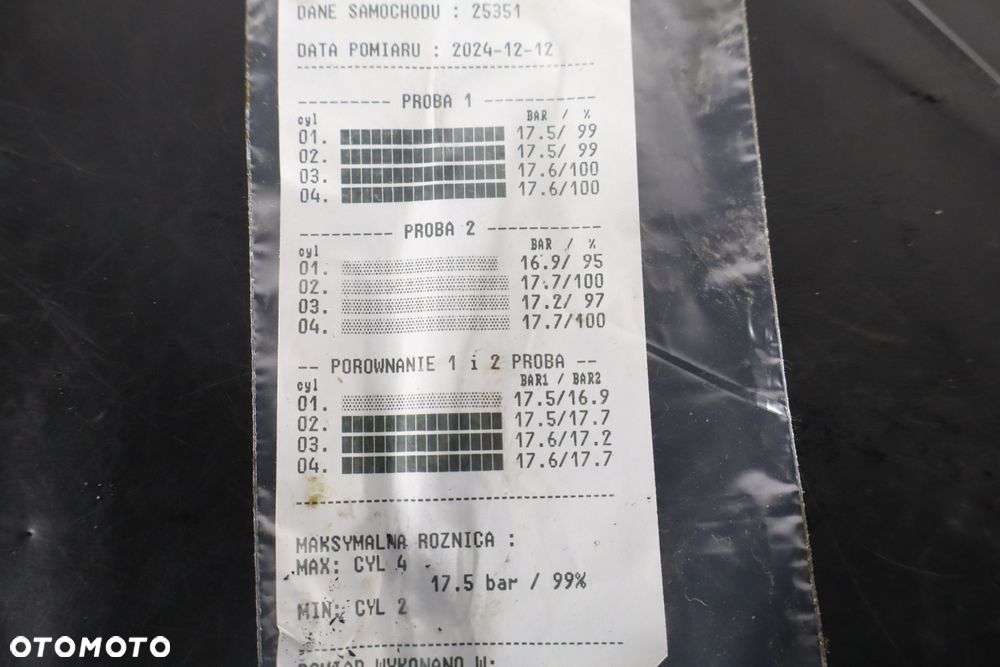 DANE SAMOCHODU : 25351
DATA POMIARU : 2024-12-12
--------- PROBA 1 -----------
cyl BAR / %
01. 17.5/ 99
02. 17.5/ 99
03. 17.6/100
04. 17.6/100
--------- PROBA 2 -----------
cyl BAR / %
01. 16.9/ 95
02. 17.7/100
03. 17.2/ 97
04. 17.7/100
-- POROWNANIE 1 i 2 PROBA --
cyl BAR1 / BAR2
01. 17.5/16.9
02. 17.5/17.7
03. 17.6/17.2
04. 17.6/17.7
MAKSYMALNA ROZNICA :
MAX: CYL 4
17.5 bar / 99%
MIN: CYL 2
POMIAR WYKONANO W:
OTOMOTO